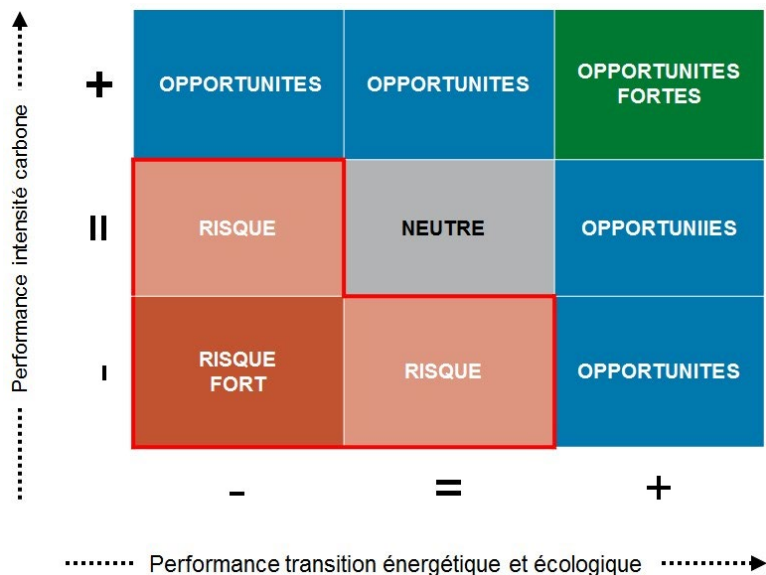 Performance intensité carbone
+
OPPORTUNITES
OPPORTUNITES
OPPORTUNITES
FORTES
=
RISQUE
NEUTRE
OPPORTUNIIES
-
RISQUE
FORT
RISQUE
OPPORTUNITES
-
=
+
Performance transition énergétique et écologique